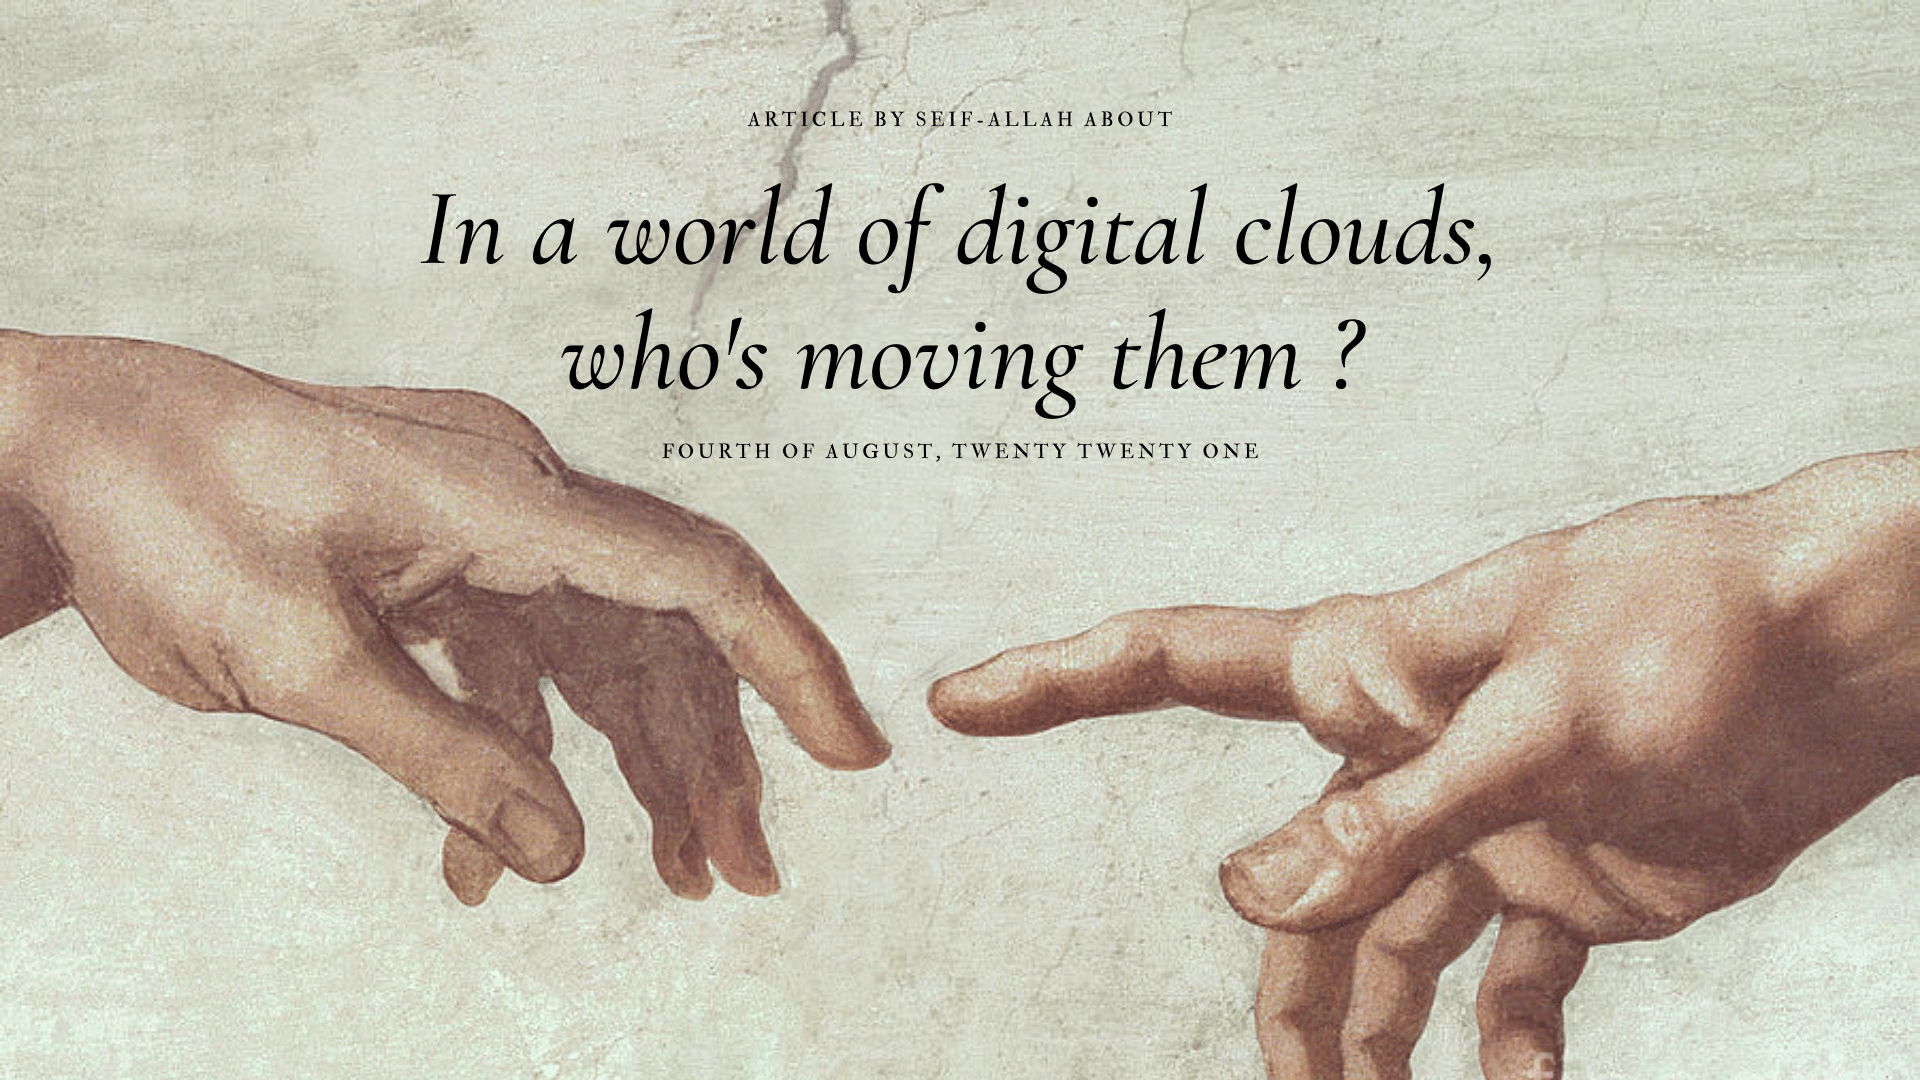 ARTICLE BY SEIF-ALLAH ABOUT
In a world of digital clouds,
who's moving them ?
FOURTH OF AUGUST, TWENTY TWENTY ONE